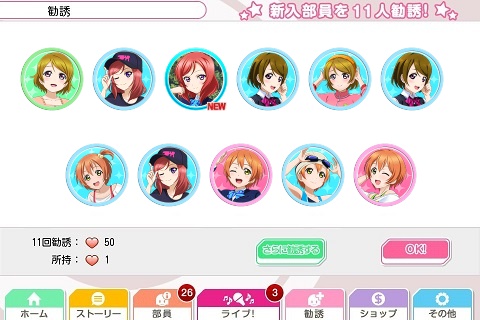 勧誘
新入部員を11人勧誘!
NEW
11回勧誘: 50
所持: 1
さらに勧誘する
OK!
26
3
ホーム
ストーリー
部員
ライブ!
勧誘
ショップ
その他